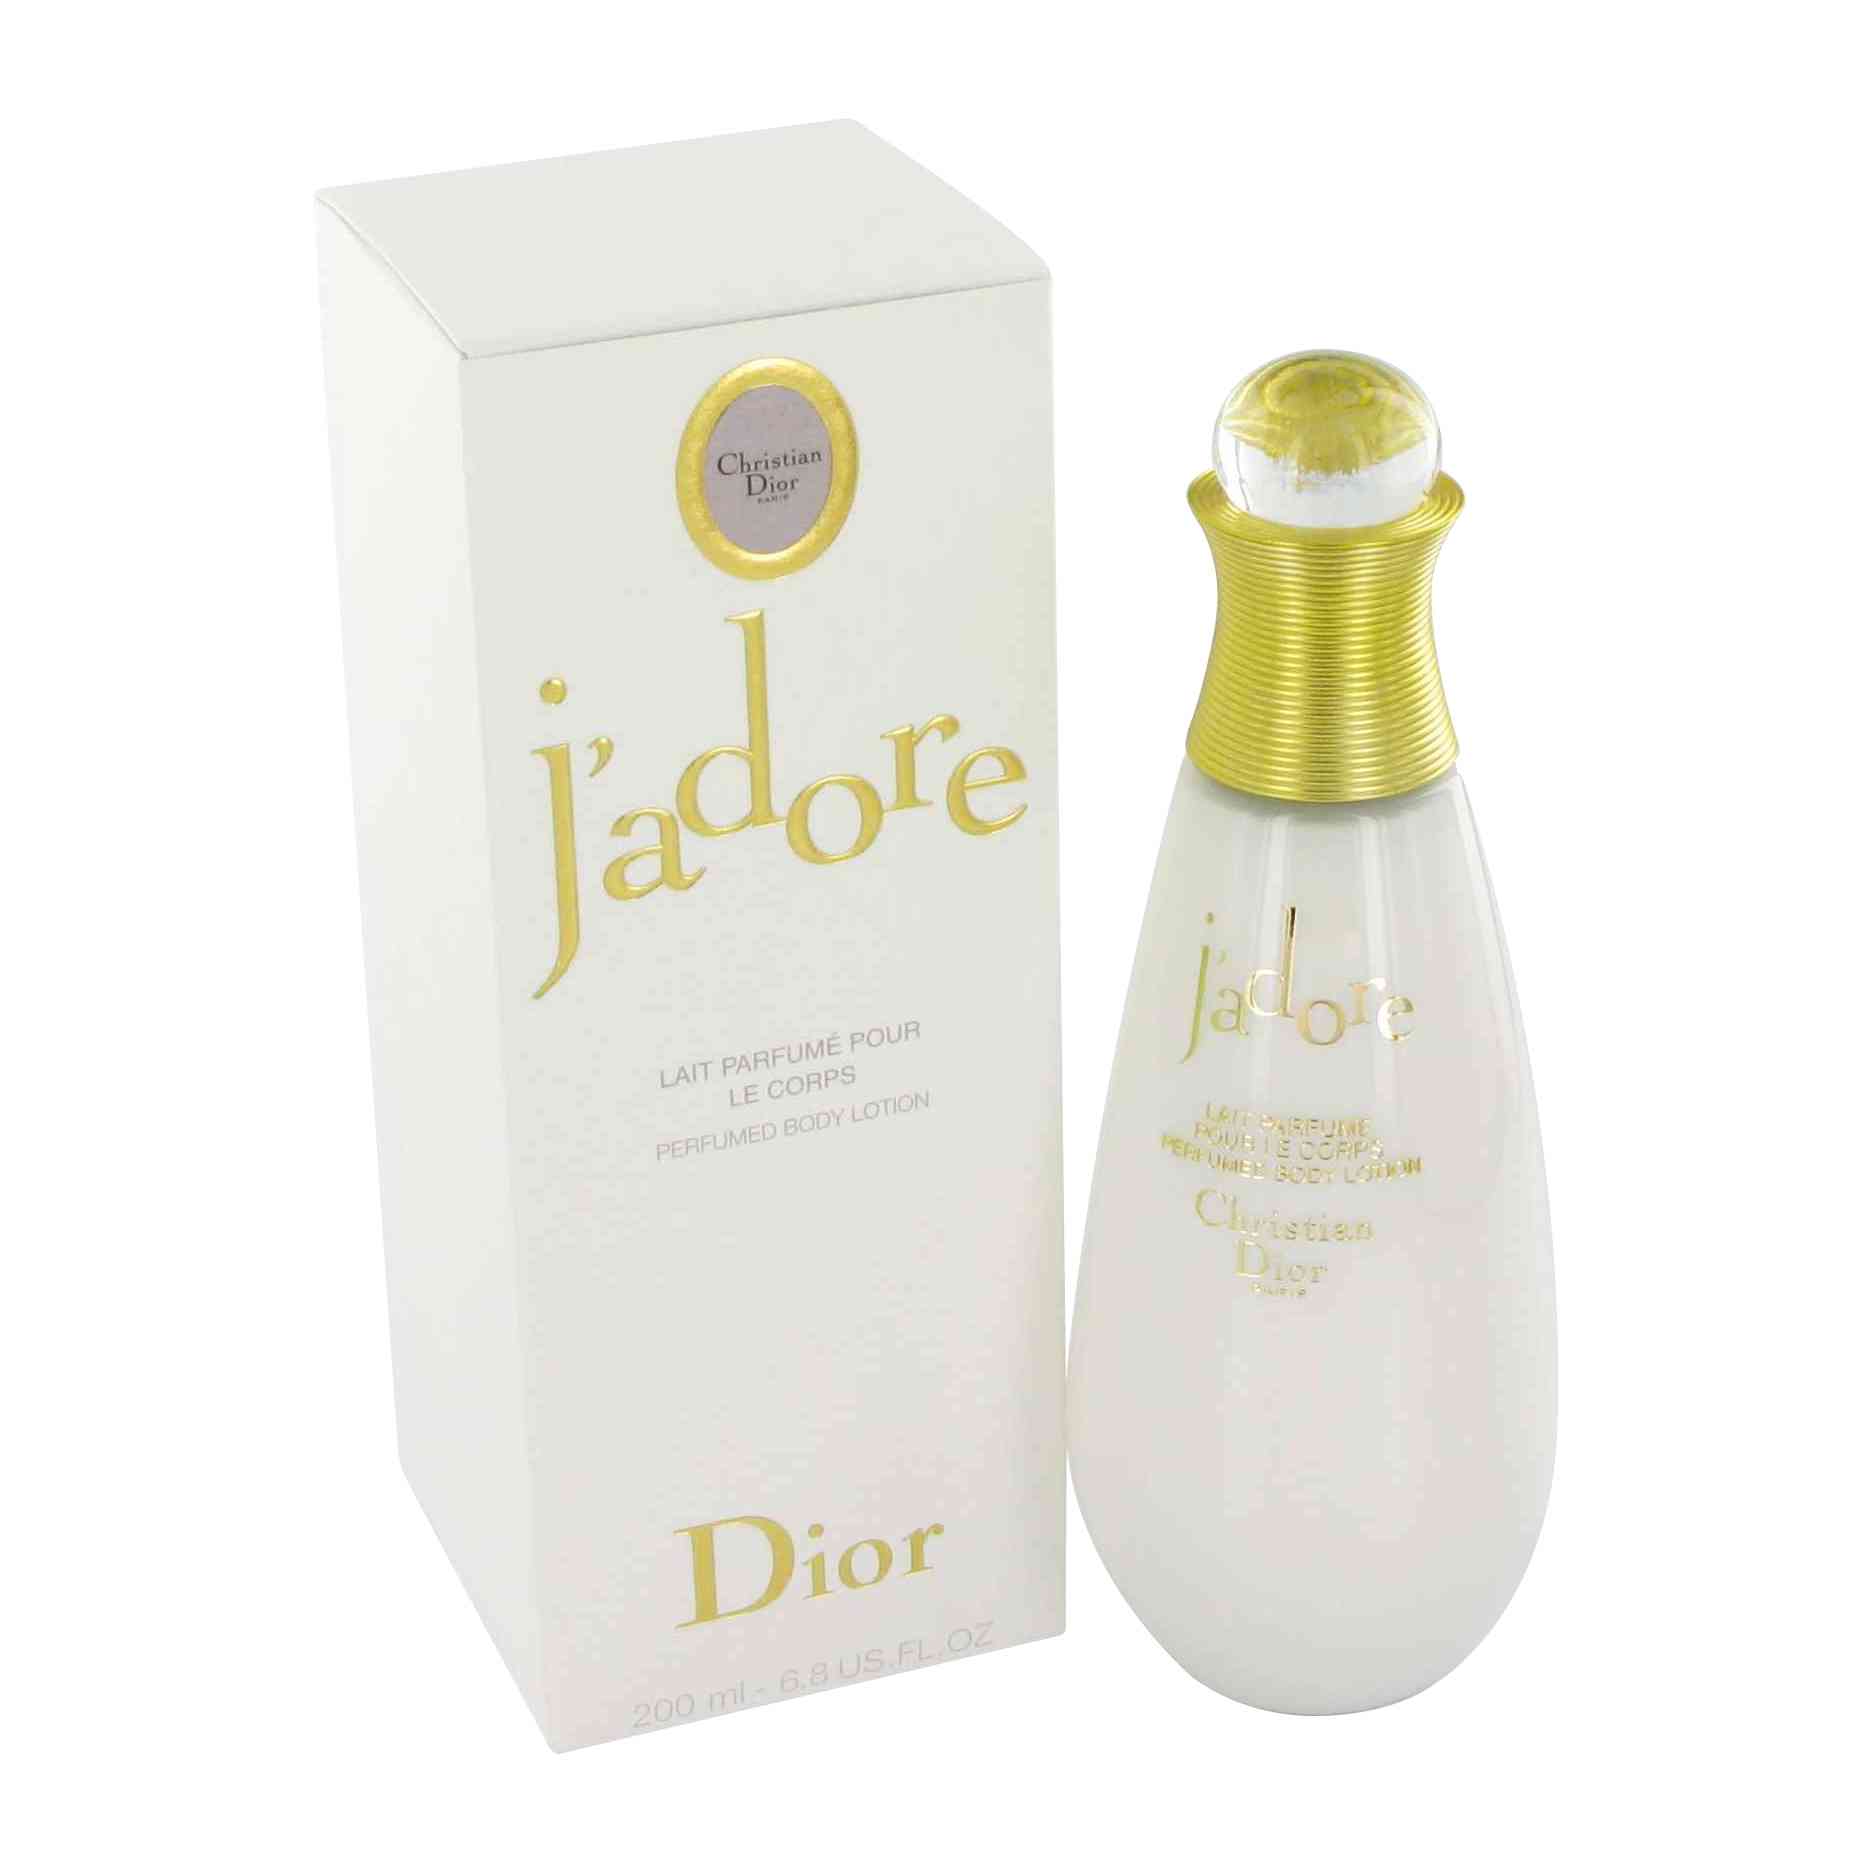 Christian
Dior
PARIS
j'adore
LAIT PARFUMÉ POUR
LE CORPS
PERFUMED BODY LOTION
Dior
200 ml - 6.8 US.FL.OZ
j'adore
LAIT PARFUMÉ
POUR LE CORPS
PERFUMED BODY LOTION
Christian
Dior
PARIS